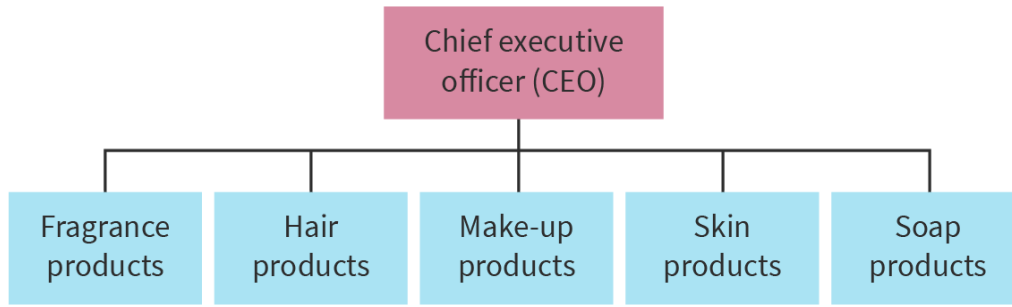 Chief executive
officer (CEO)
Fragrance
products
Hair
products
Make-up
products
Skin
products
Soap
products